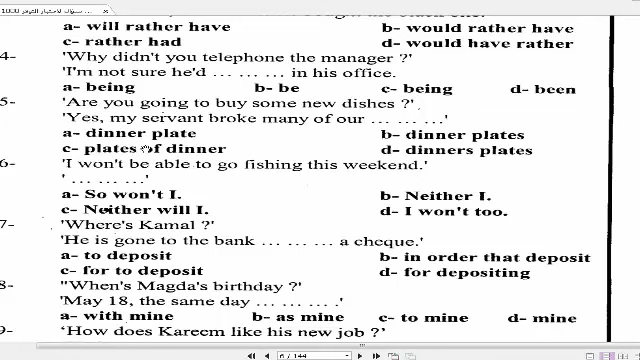 سؤال لاختبار التوفل 1000
a- will rather have b- would rather have
c- rather had d- would have rather
4- 'Why didn't you telephone the manager ?'
'I'm not sure he'd ... ... ... in his office.
a- being b- be c- being d- been
5- 'Are you going to buy some new dishes ?'.
'Yes, my servant broke many of our ... ... ...'
a- dinner plate b- dinner plates
c- plates of dinner d- dinners plates
6- 'I won't be able to go fishing this weekend.'
' ... ... ...'
a- So won't I. b- Neither I.
c- Neither will I. d- I won't too.
7- 'Where's Kamal ?'
'He is gone to the bank ... ... ... a cheque.'
a- to deposit b- in order that deposit
c- for to deposit d- for depositing
8- "When's Magda's birthday ?'
'May 18, the same day ... ... ... .'
a- with mine b- as mine c- to mine d- mine
9- 'How does Kareem like his new job ?'
6 / 144